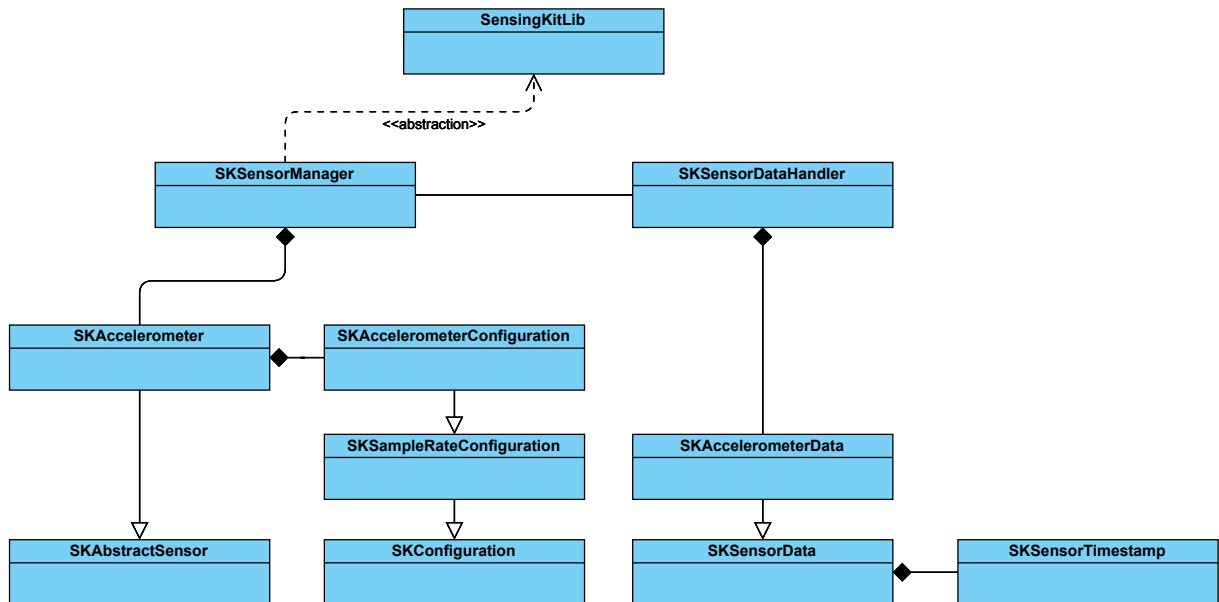 SensingKitLib
<<abstraction>>
SKSensorManager
SKSensorDataHandler
SKAccelerometer
SKAccelerometerConfiguration
SKSampleRateConfiguration
SKAccelerometerData
SKAbstractSensor
SKConfiguration
SKSensorData
SKSensorTimestamp